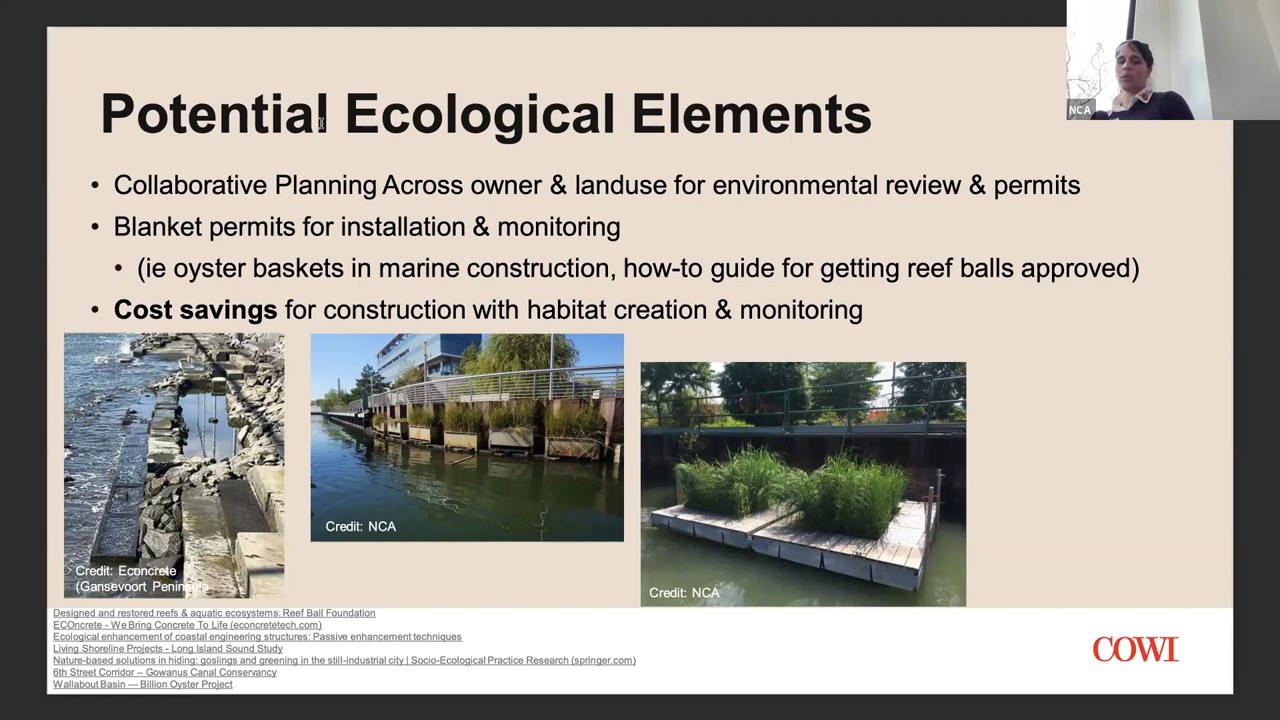 NCA
Potential Ecological Elements
• Collaborative Planning Across owner & landuse for environmental review & permits
• Blanket permits for installation & monitoring
• (ie oyster baskets in marine construction, how-to guide for getting reef balls approved)
• Cost savings for construction with habitat creation & monitoring
Credit: Econcrete
(Gansevoort Peninsula
Credit: NCA
Credit: NCA
Designed and restored reefs & aquatic ecosystems: Reef Ball Foundation
ECOncrete - We Bring Concrete To Life (econcretetech.com)
Ecological enhancement of coastal engineering structures: Passive enhancement techniques
Living Shoreline Projects - Long Island Sound Study
Nature-based solutions in hiding: goslings and greening in the still-industrial city | Socio-Ecological Practice Research (springer.com)
6th Street Corridor – Gowanus Canal Conservancy
Wallabout Basin — Billion Oyster Project
COWI